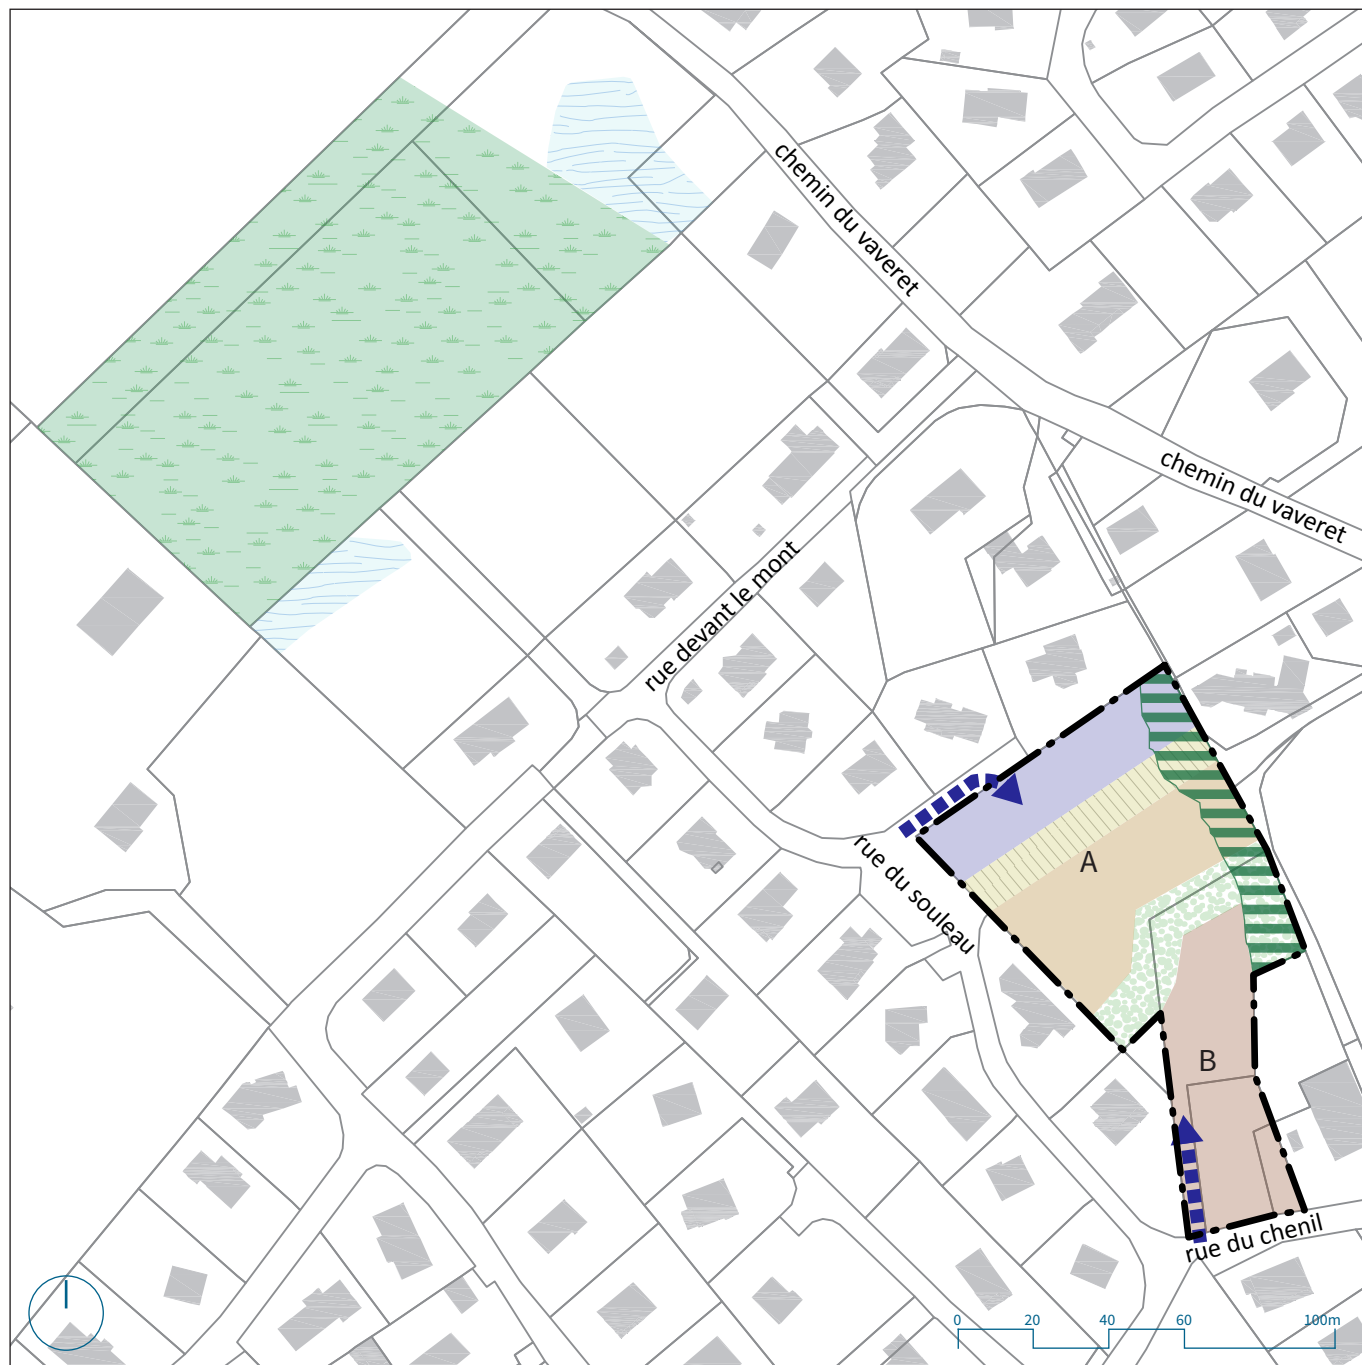 chemin du vaveret
chemin du vaveret
rue devant le mont
rue du souleau
A
B
rue du chenil
0 20 40 60 100m